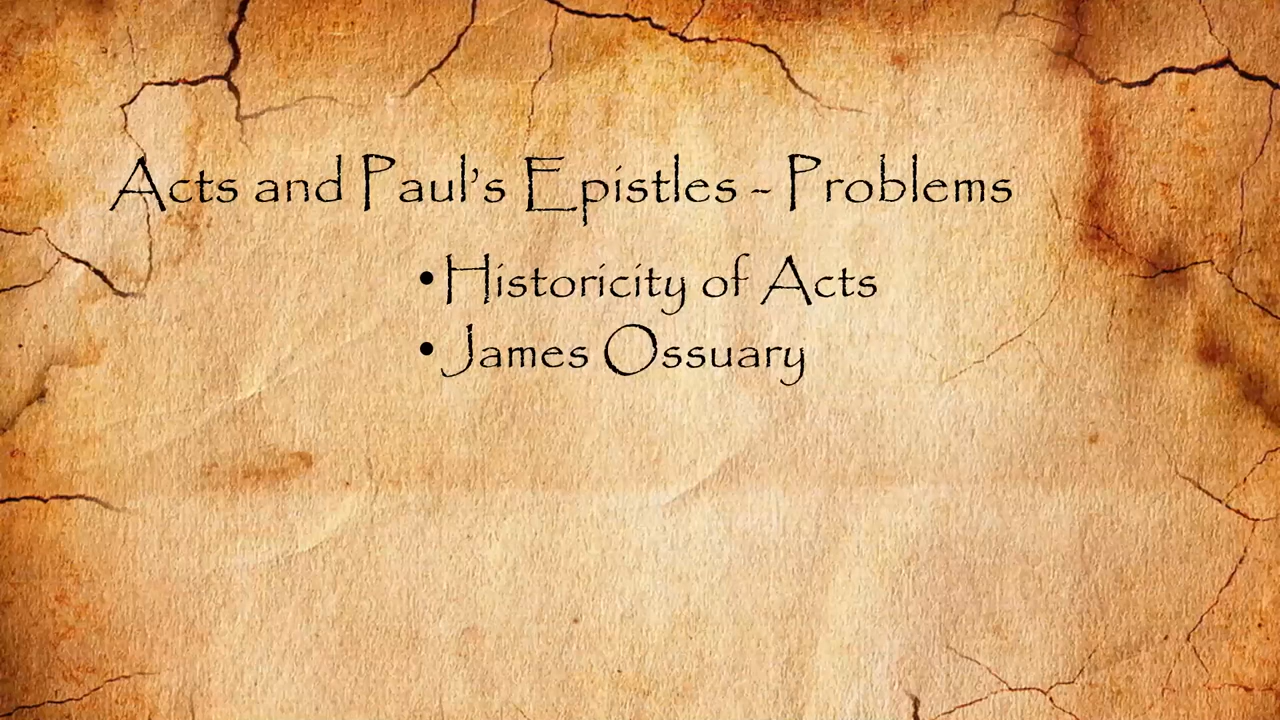 Acts and Paul's Epistles - Problems
• Historicity of Acts
• James Ossuary